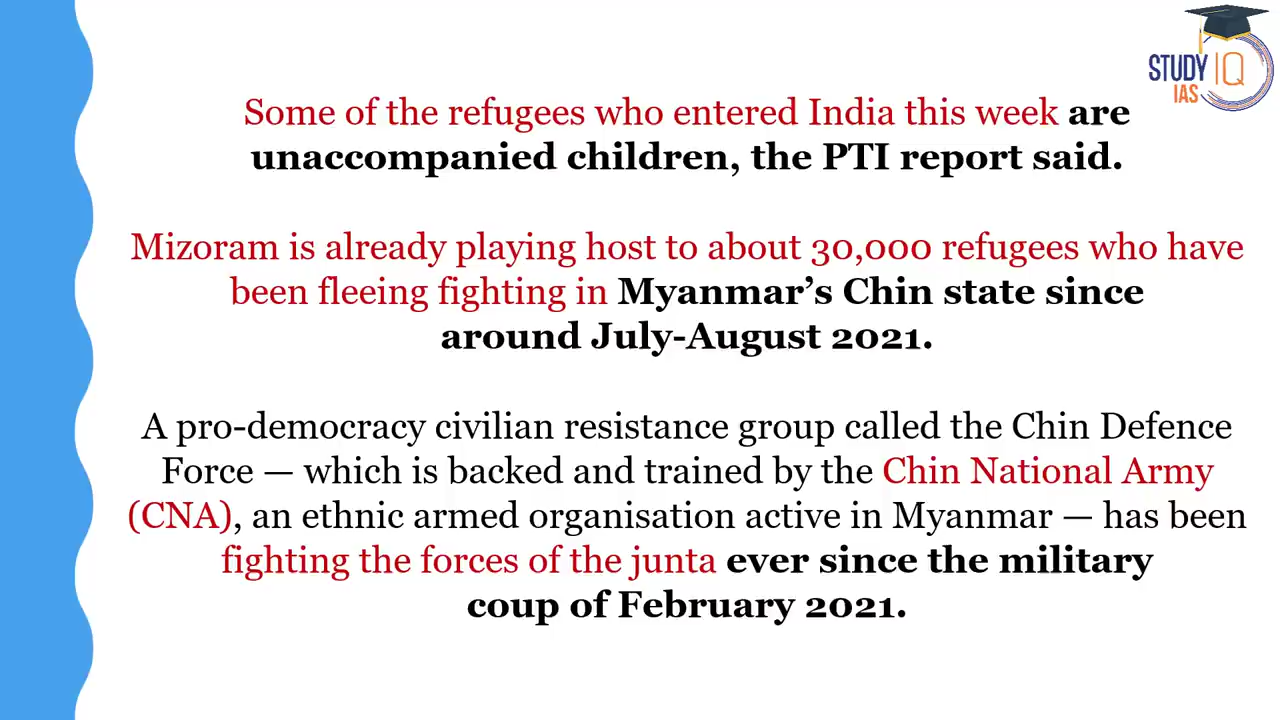 STUDY IQ
IAS
Some of the refugees who entered India this week are
unaccompanied children, the PTI report said.
Mizoram is already playing host to about 30,000 refugees who have
been fleeing fighting in Myanmar’s Chin state since
around July-August 2021.
A pro-democracy civilian resistance group called the Chin Defence
Force — which is backed and trained by the Chin National Army
(CNA), an ethnic armed organisation active in Myanmar — has been
fighting the forces of the junta ever since the military
coup of February 2021.